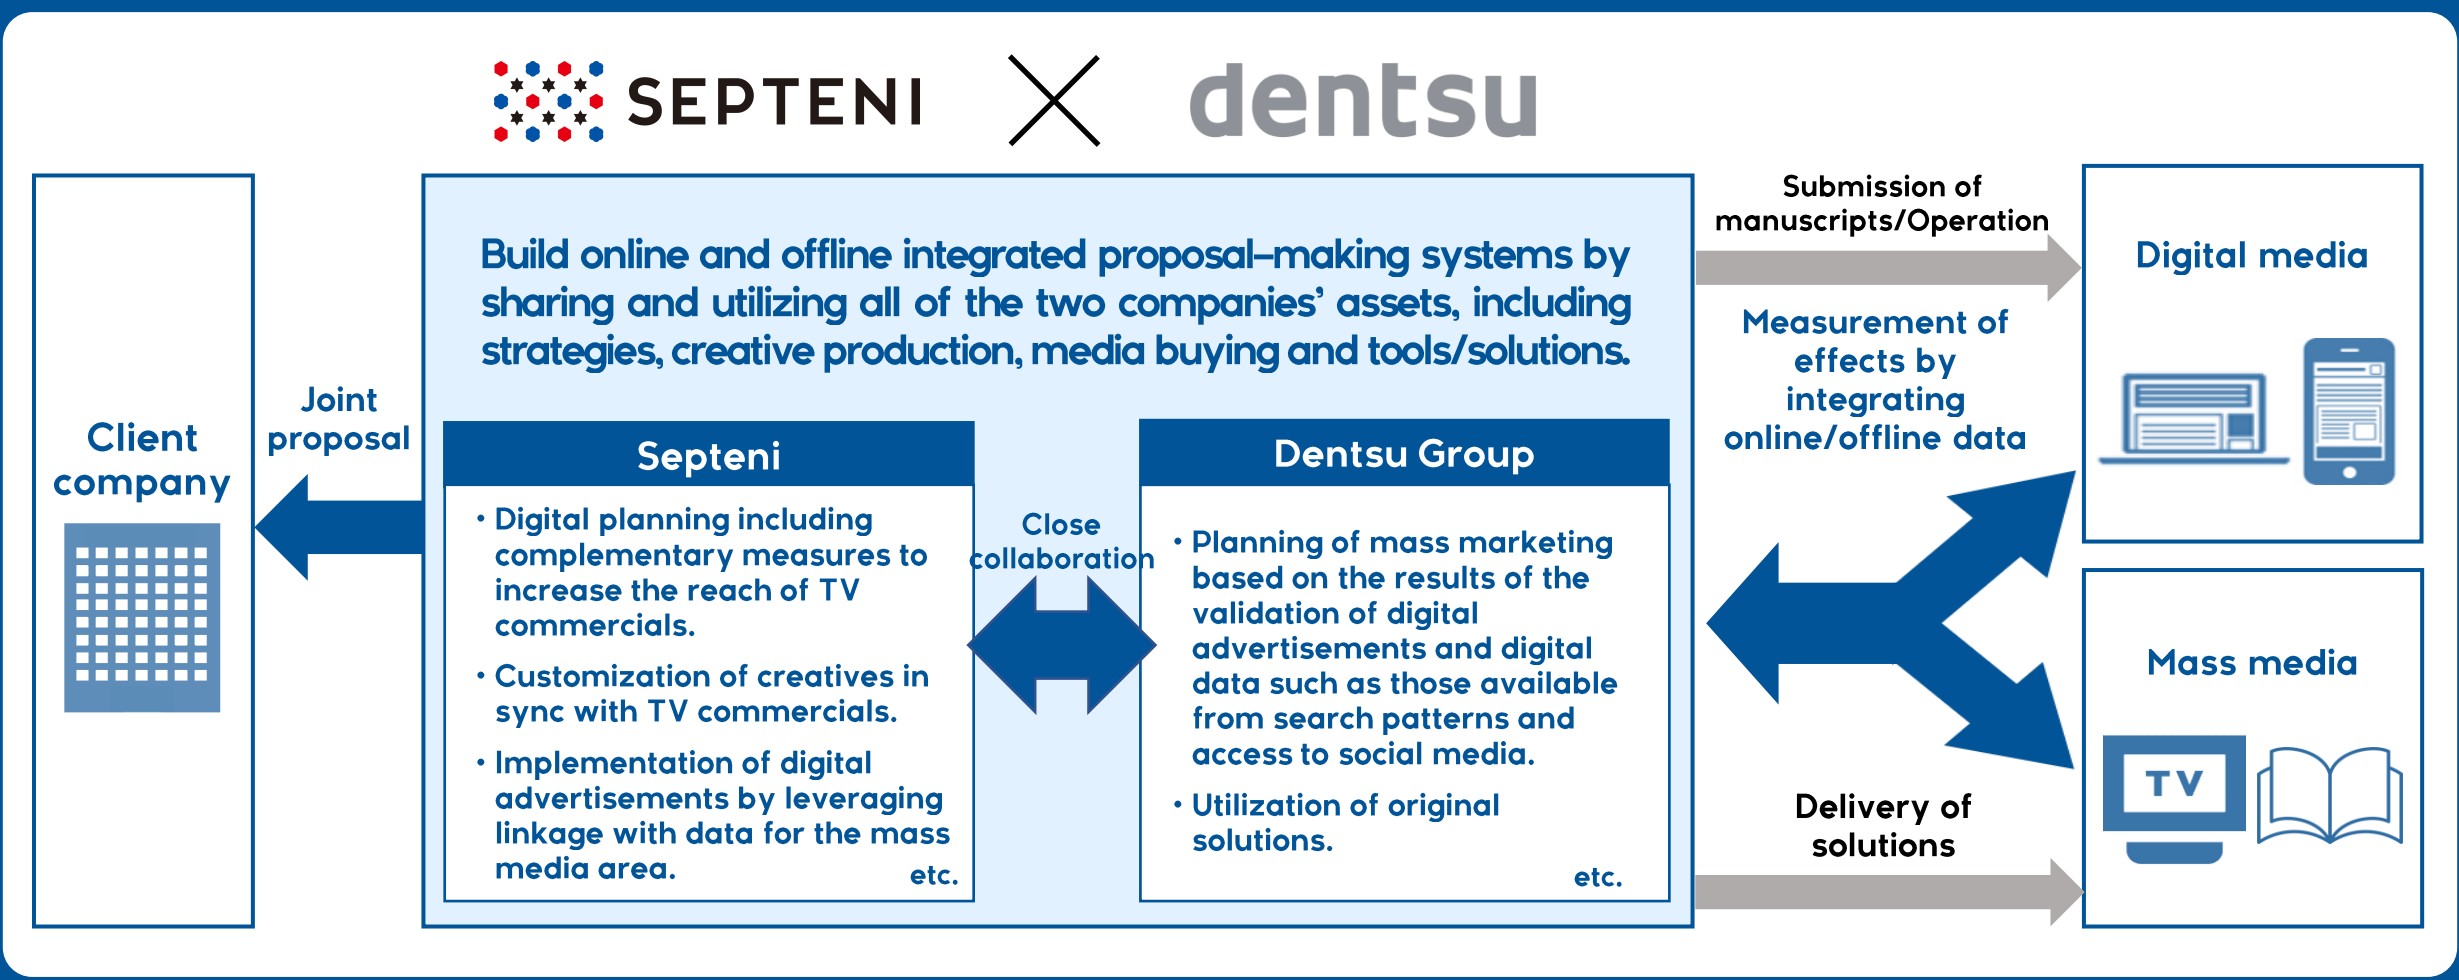 SEPTENI
dentsu
Client
company
Joint
proposal
Build online and offline integrated proposal–making systems by
sharing and utilizing all of the two companies’ assets, including
strategies, creative production, media buying and tools/solutions.
Septeni
• Digital planning including
complementary measures to
increase the reach of TV
commercials.
• Customization of creatives in
sync with TV commercials.
• Implementation of digital
advertisements by leveraging
linkage with data for the mass
media area.
etc.
Close
collaboration
Dentsu Group
• Planning of mass marketing
based on the results of the
validation of digital
advertisements and digital
data such as those available
from search patterns and
access to social media.
• Utilization of original
solutions.
etc.
Submission of
manuscripts/Operation
Measurement of
effects by
integrating
online/offline data
Delivery of
solutions
Digital media
Mass media
TV